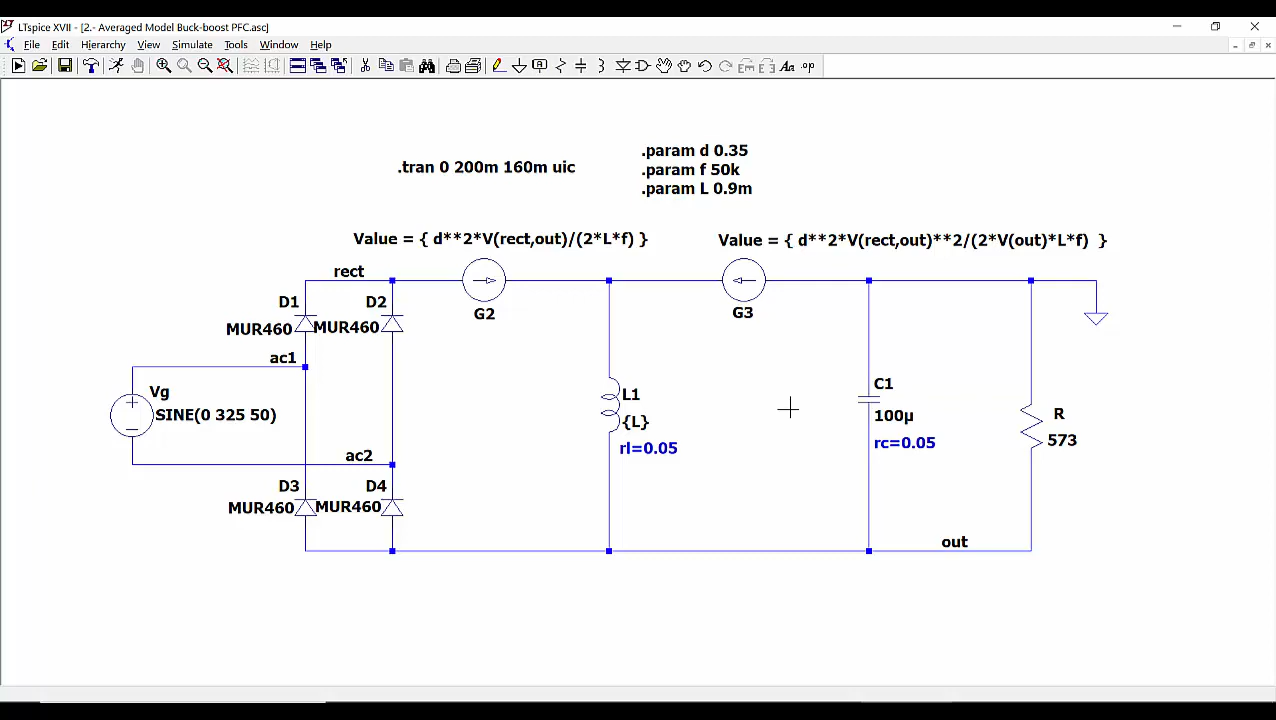 LTspice XVII - [2.- Averaged Model Buck-boost PFC.asc]
File Edit Hierarchy View Simulate Tools Window Help
Aa .op
.tran 0 200m 160m uic
.param d 0.35
.param f 50k
.param L 0.9m
Value = { d**2*V(rect,out)/(2*L*f) }
Value = { d**2*V(rect,out)**2/(2*V(out)*L*f) }
rect
G2
G3
D1
D2
MUR460
MUR460
ac1
Vg
SINE(0 325 50)
L1
{L}
rl=0.05
C1
100µ
rc=0.05
R
573
ac2
D3
D4
MUR460
MUR460
out